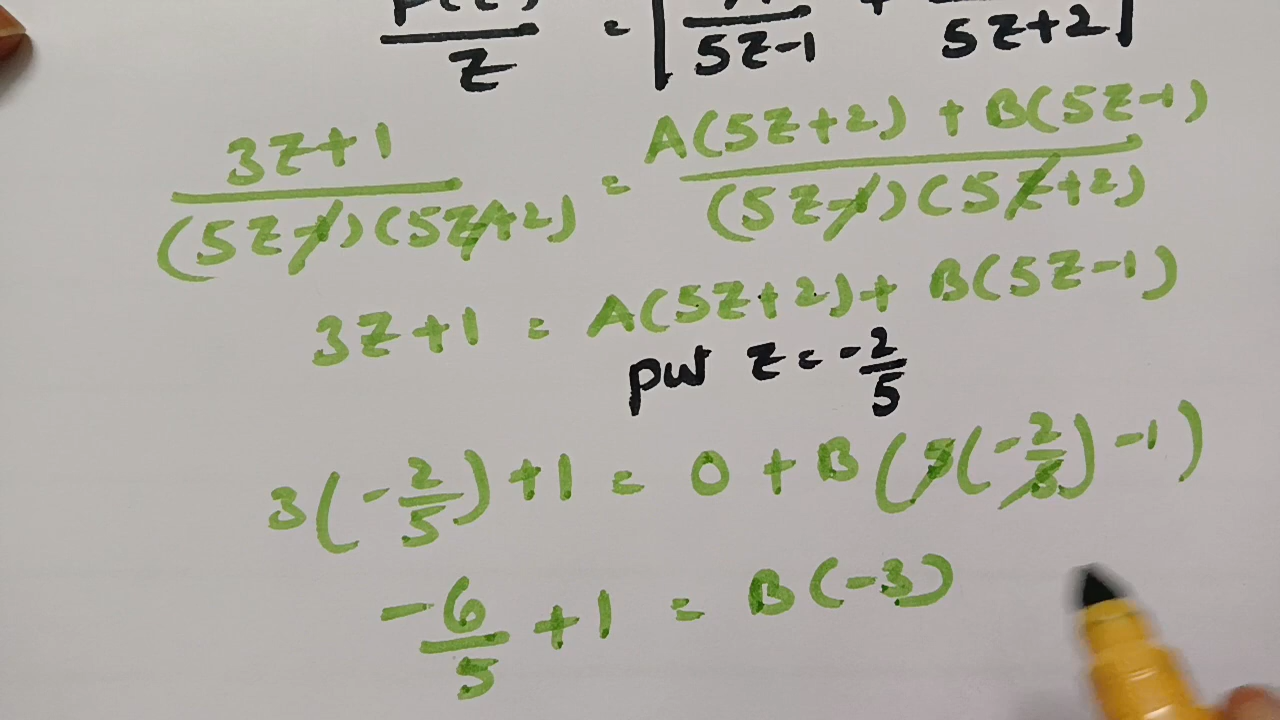 F(z)/z = [A/(5z-1) + /(5z+2)]
(3z+1)/((5z-1)(5z+2)) = (A(5z+2) + B(5z-1))/((5z-1)(5z+2))
3z+1 = A(5z+2)+ B(5z-1)
put z = -2/5
3(-2/5)+1 = 0 + B(5(-2/5)-1)
-6/5 +1 = B(-3)